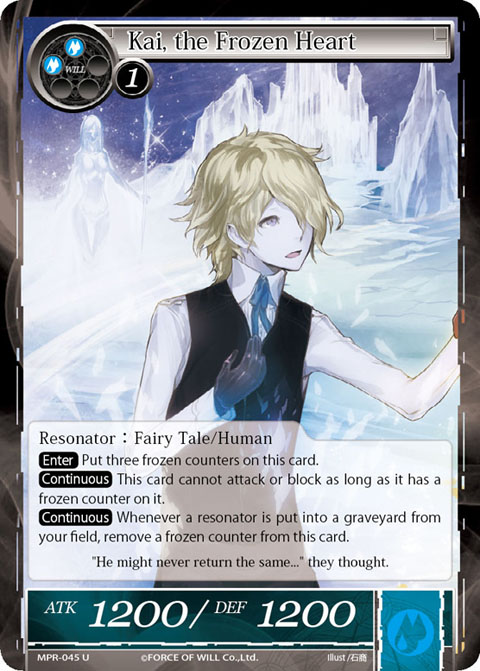 Kai, the Frozen Heart
WILL
1
Resonator : Fairy Tale/Human
Enter Put three frozen counters on this card.
Continuous This card cannot attack or block as long as it has a
frozen counter on it.
Continuous Whenever a resonator is put into a graveyard from
your field, remove a frozen counter from this card.
"He might never return the same..." they thought.
ATK 1200/ DEF 1200
MPR-045 U ©FORCE OF WILL Co.,Ltd. Illust/石商